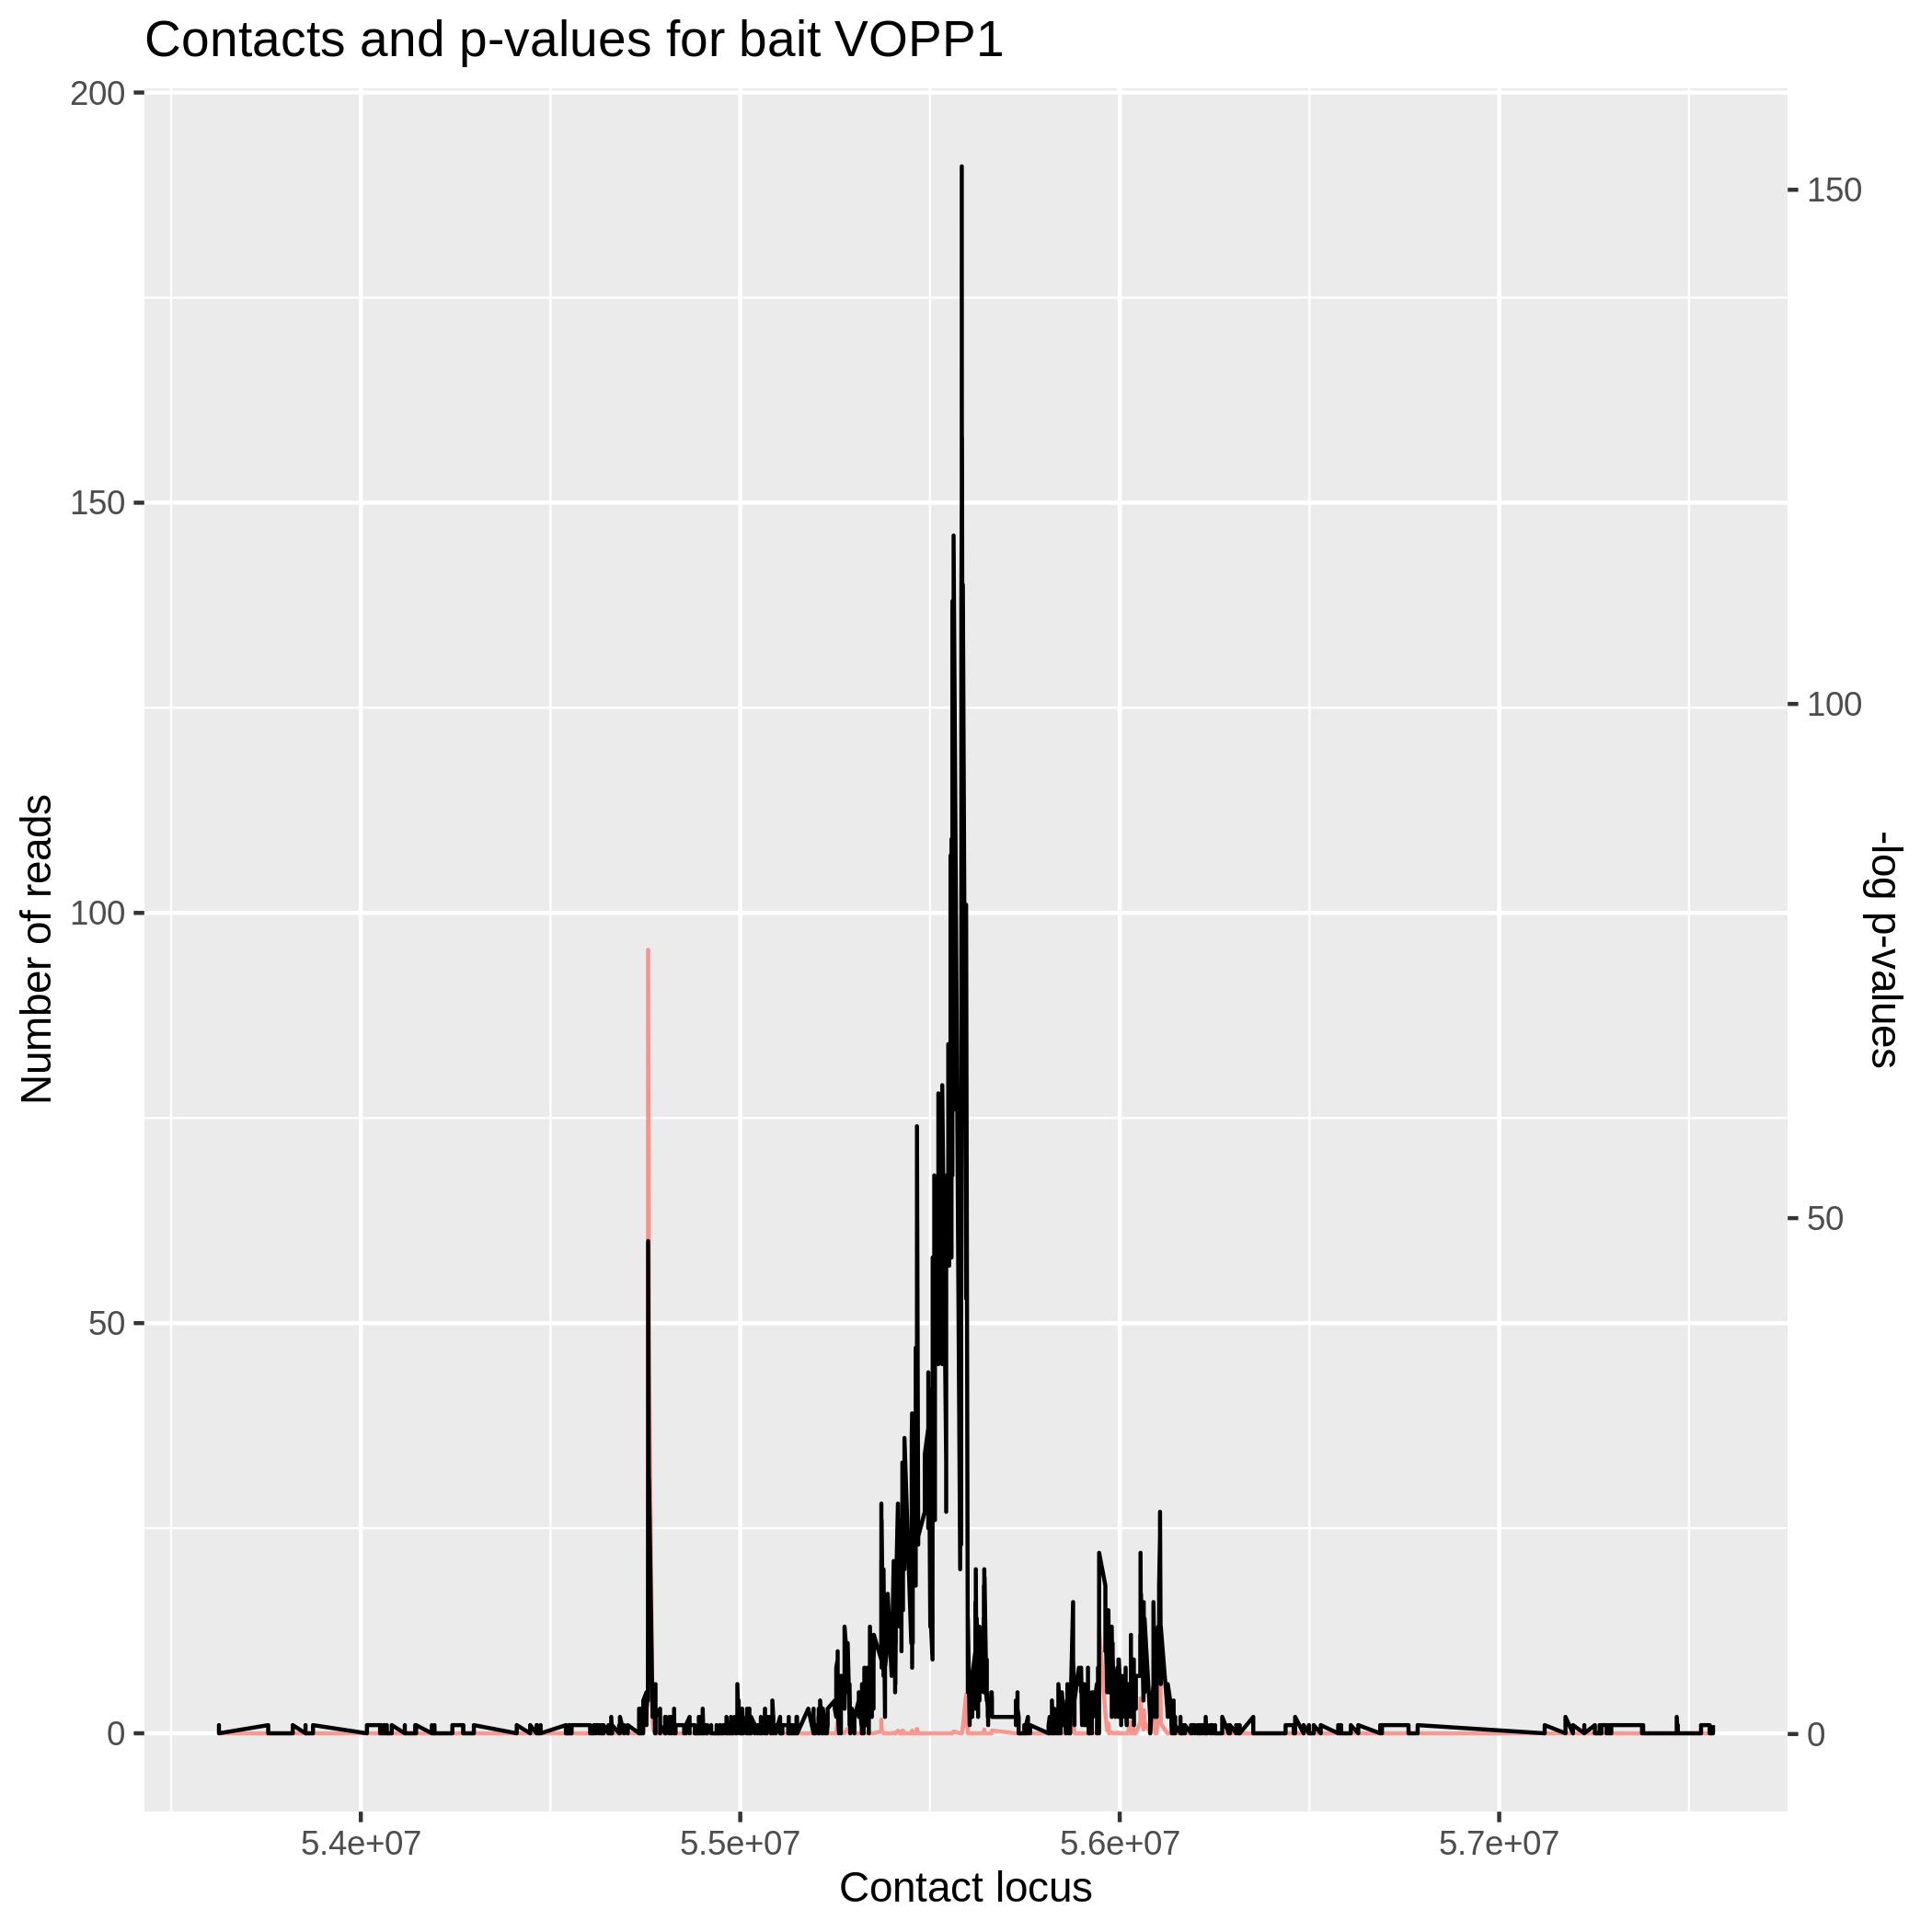 Contacts and p-values for bait VOPP1
200
150
100
50
0
Number of reads
150
100
50
0
-log p-values
5.4e+07
5.5e+07
5.6e+07
5.7e+07
Contact locus